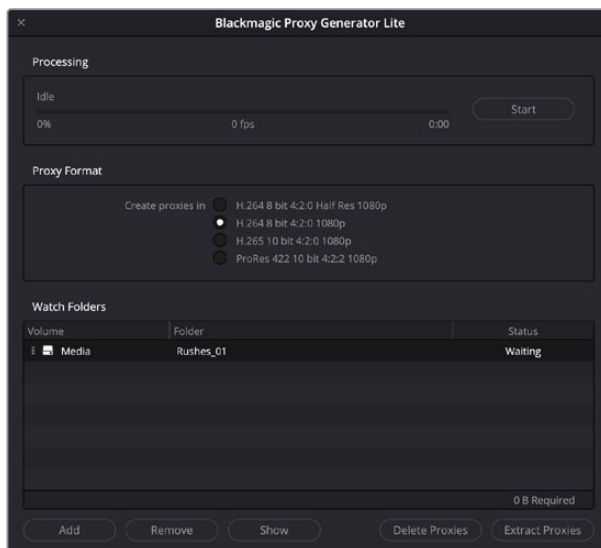 Blackmagic Proxy Generator Lite
Processing
Idle
0% 0 fps 0:00
Start
Proxy Format
Create proxies in H.264 8 bit 4:2:0 Half Res 1080p
H.264 8 bit 4:2:0 1080p
H.265 10 bit 4:2:0 1080p
ProRes 422 10 bit 4:2:2 1080p
Watch Folders
Volume Folder Status
Media Rushes_01 Waiting
0 B Required
Add Remove Show Delete Proxies Extract Proxies